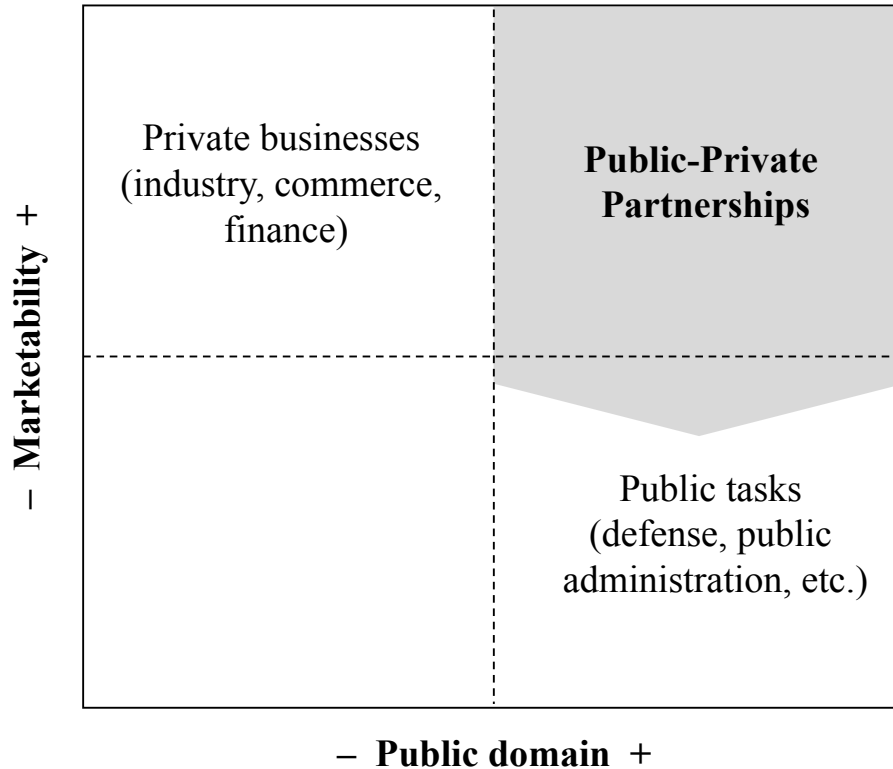 Private businesses
(industry, commerce,
finance)
Public-Private
Partnerships
– Marketability +
Public tasks
(defense, public
administration, etc.)
– Public domain +